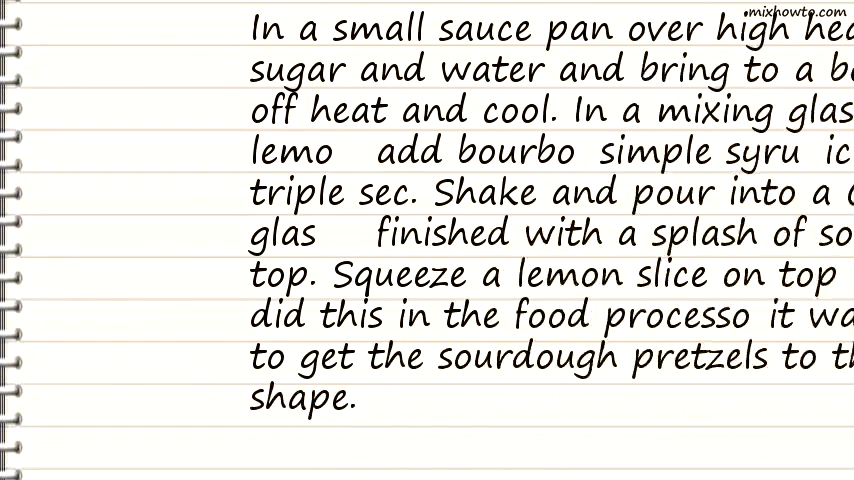 .mixhowto.com
In a small sauce pan over high hea
sugar and water and bring to a b
off heat and cool. In a mixing glas
lemo add bourbo simple syru ic
triple sec. Shake and pour into a
glas finished with a splash of so
top. Squeeze a lemon slice on top
did this in the food processo it wa
to get the sourdough pretzels to th
shape.